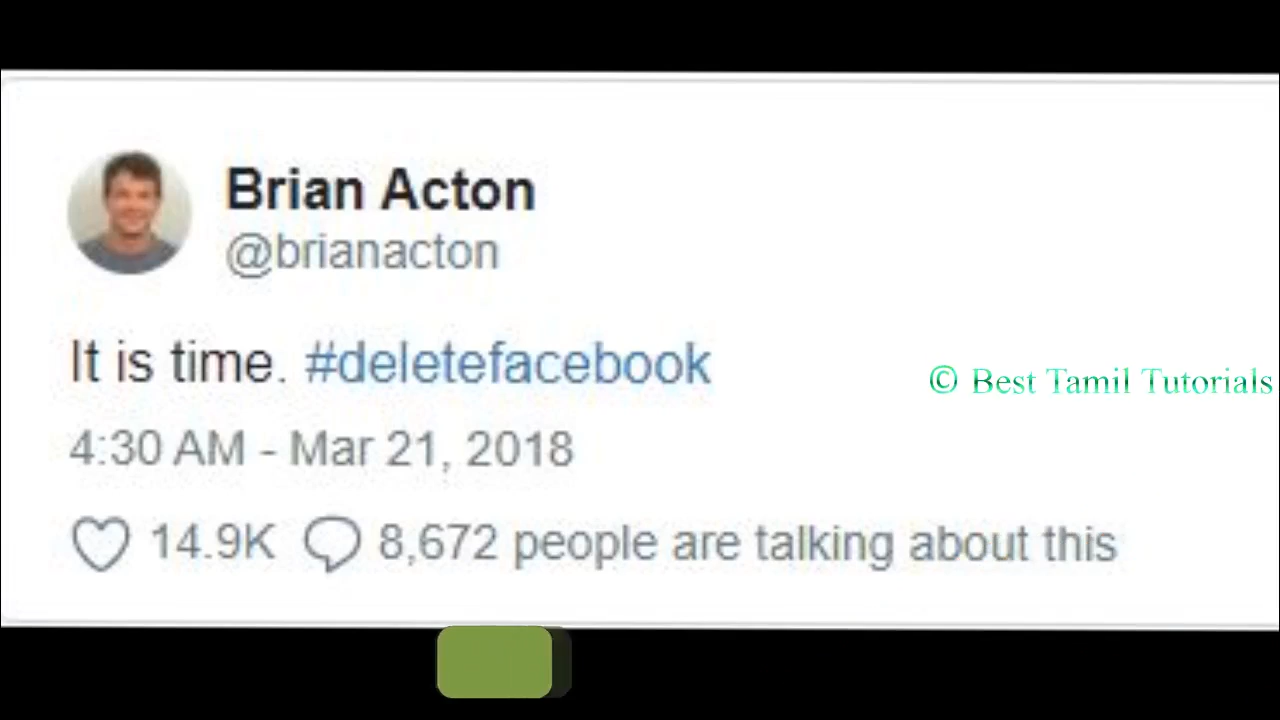 Brian Acton
@brianacton
It is time. #deletefacebook
© Best Tamil Tutorials
4:30 AM - Mar 21, 2018
14.9K 8,672 people are talking about this